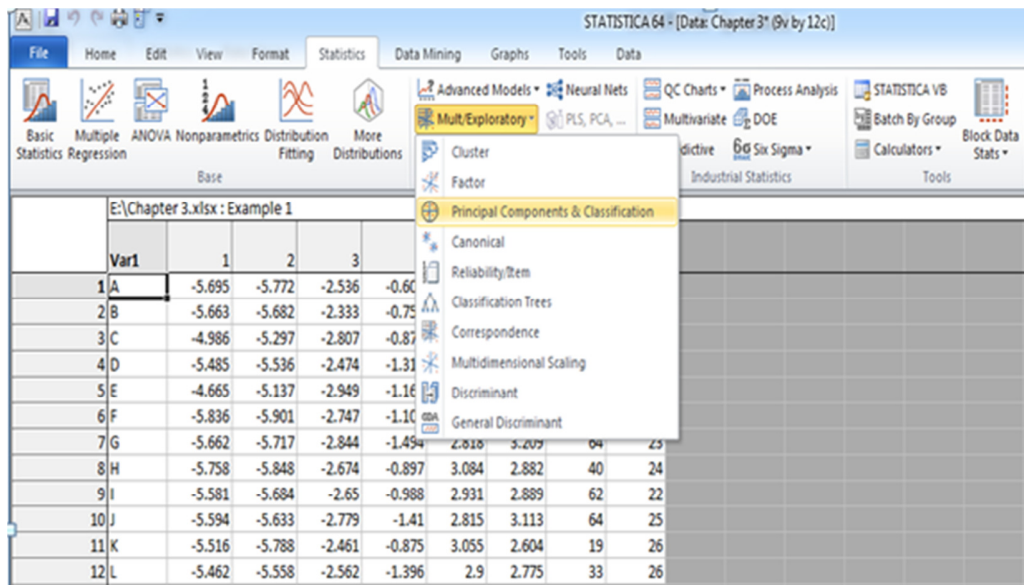 STATISTICA 64 - [Data: Chapter 3* (9v by 12c)]
File Home Edit View Format Statistics Data Mining Graphs Tools Data
Advanced Models Neural Nets QC Charts Process Analysis STATISTICA VB
Mult/Exploratory PLS, PCA, ... Multivariate DOE Batch By Group
Basic Statistics Multiple Regression ANOVA Nonparametrics Distribution Fitting More Distributions
dictive 6σ Six Sigma Calculators Block Data Stats
Base Industrial Statistics Tools
Cluster
Factor
Principal Components & Classification
Canonical
Reliability/Item
Classification Trees
Correspondence
Multidimensional Scaling
Discriminant
GDA General Discriminant
E:\Chapter 3.xlsx : Example 1
Var1 1 2 3
1 A -5.695 -5.772 -2.536
2 B -5.663 -5.682 -2.333
3 C -4.986 -5.297 -2.807
4 D -5.485 -5.536 -2.474
5 E -4.665 -5.137 -2.949
6 F -5.836 -5.901 -2.747
7 G -5.662 -5.717 -2.844 -1.494 2.818 3.209 64 23
8 H -5.758 -5.848 -2.674 -0.897 3.084 2.882 40 24
9 I -5.581 -5.684 -2.65 -0.988 2.931 2.889 62 22
10 J -5.594 -5.633 -2.779 -1.41 2.815 3.113 64 25
11 K -5.516 -5.788 -2.461 -0.875 3.055 2.604 19 26
12 L -5.462 -5.558 -2.562 -1.396 2.9 2.775 33 26